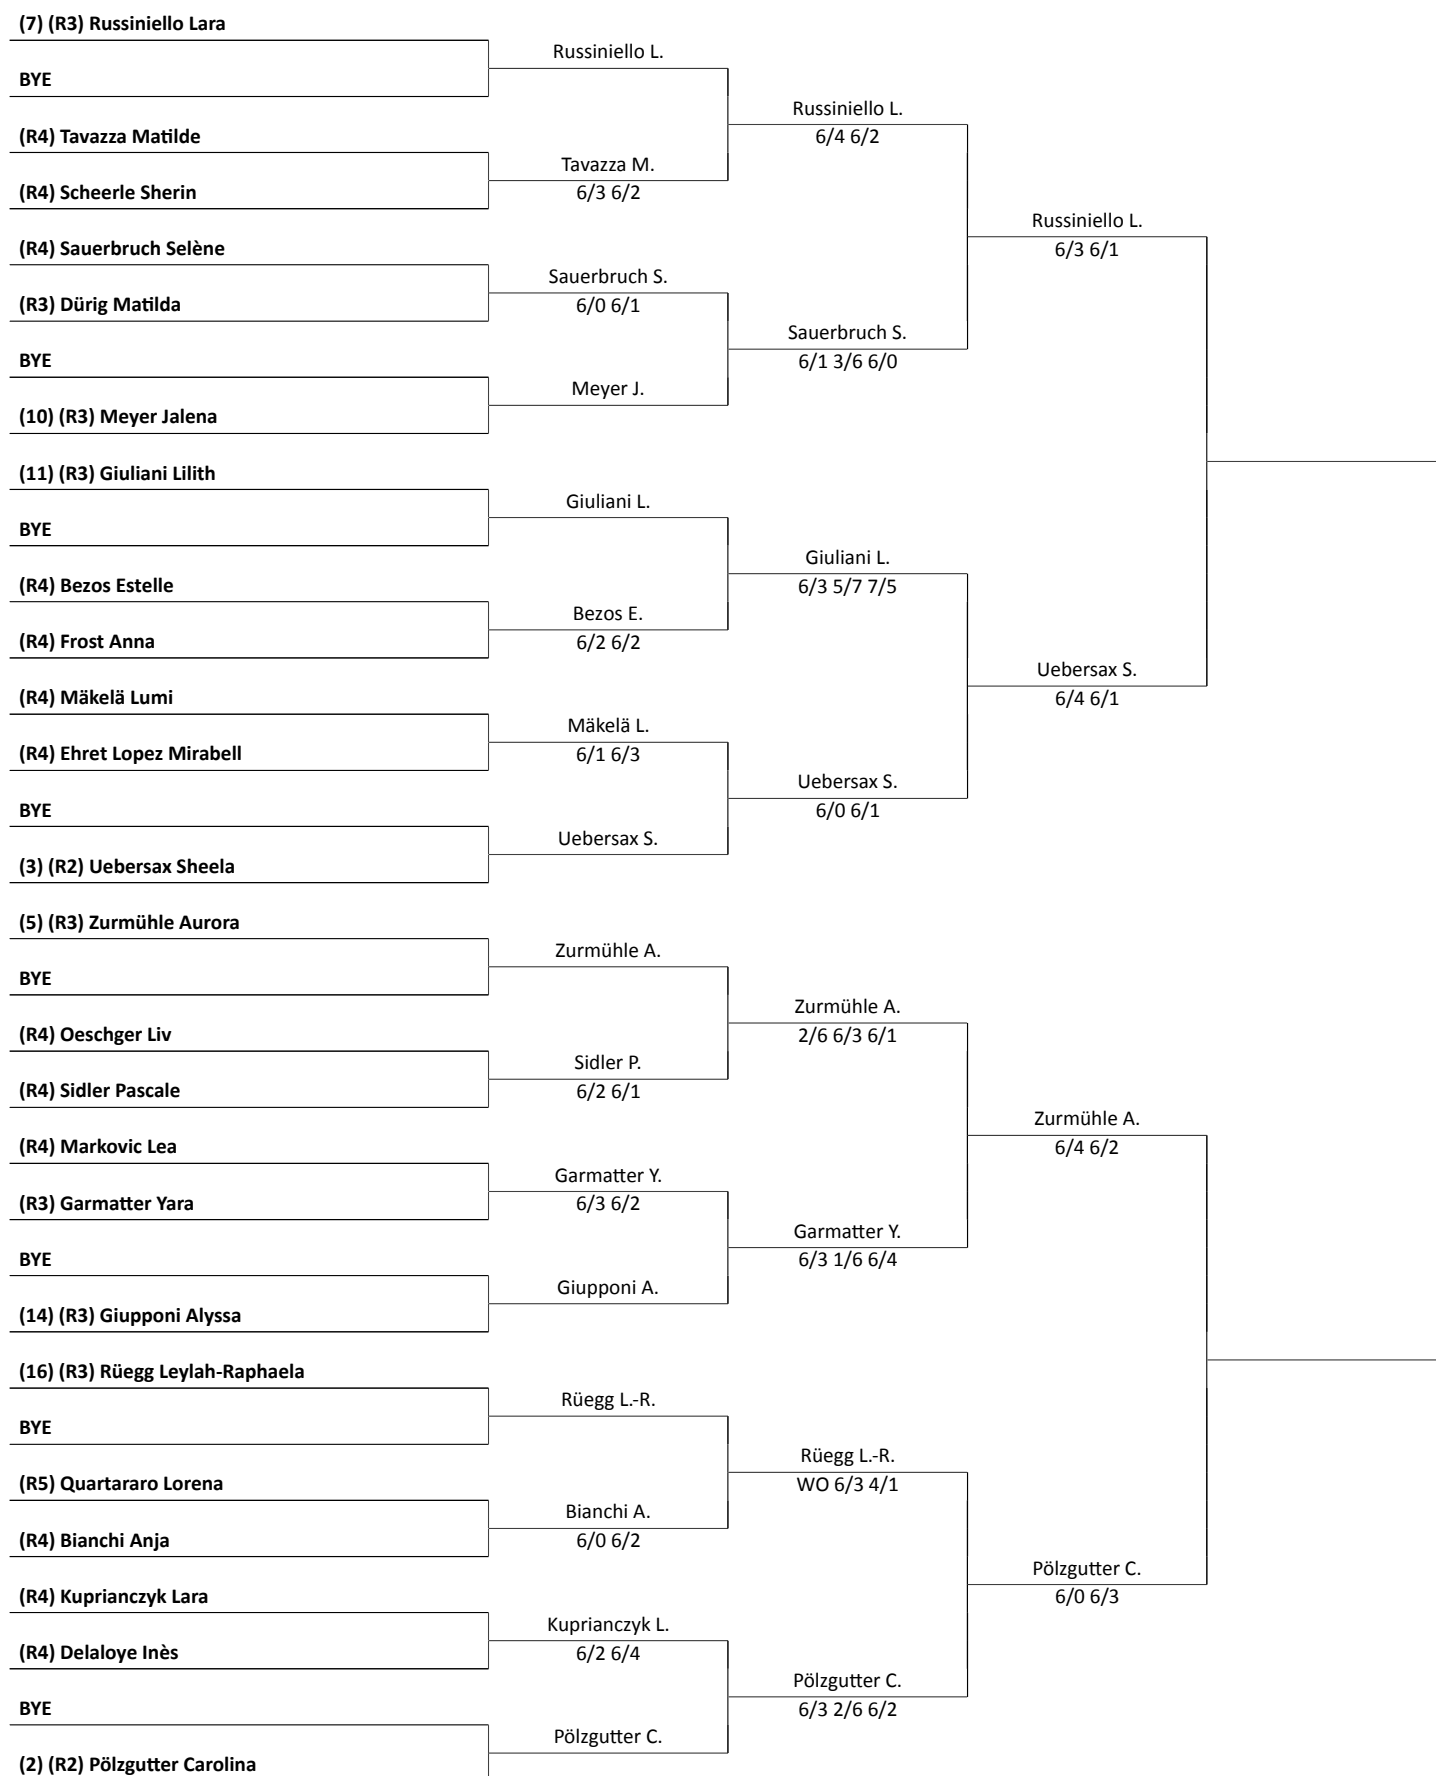 (7) (R3) Russiniello Lara
Russiniello L.
BYE
Russiniello L.
6/4 6/2
(R4) Tavazza Matilde
Tavazza M.
6/3 6/2
(R4) Scheerle Sherin
Russiniello L.
6/3 6/1
(R4) Sauerbruch Selène
Sauerbruch S.
6/0 6/1
(R3) Dürig Matilda
Sauerbruch S.
6/1 3/6 6/0
BYE
Meyer J.
(10) (R3) Meyer Jalena
(11) (R3) Giuliani Lilith
Giuliani L.
BYE
Giuliani L.
6/3 5/7 7/5
(R4) Bezos Estelle
Bezos E.
6/2 6/2
(R4) Frost Anna
Uebersax S.
6/4 6/1
(R4) Mäkelä Lumi
Mäkelä L.
6/1 6/3
(R4) Ehret Lopez Mirabell
Uebersax S.
6/0 6/1
BYE
Uebersax S.
(3) (R2) Uebersax Sheela
(5) (R3) Zurmühle Aurora
Zurmühle A.
BYE
Zurmühle A.
2/6 6/3 6/1
(R4) Oeschger Liv
Sidler P.
6/2 6/1
(R4) Sidler Pascale
Zurmühle A.
6/4 6/2
(R4) Markovic Lea
Garmatter Y.
6/3 6/2
(R3) Garmatter Yara
Garmatter Y.
6/3 1/6 6/4
BYE
Giupponi A.
(14) (R3) Giupponi Alyssa
(16) (R3) Rüegg Leylah-Raphaela
Rüegg L.-R.
BYE
Rüegg L.-R.
WO 6/3 4/1
(R5) Quartararo Lorena
Bianchi A.
6/0 6/2
(R4) Bianchi Anja
Pölzgutter C.
6/0 6/3
(R4) Kuprianczyk Lara
Kuprianczyk L.
6/2 6/4
(R4) Delaloye Inès
Pölzgutter C.
6/3 2/6 6/2
BYE
Pölzgutter C.
(2) (R2) Pölzgutter Carolina